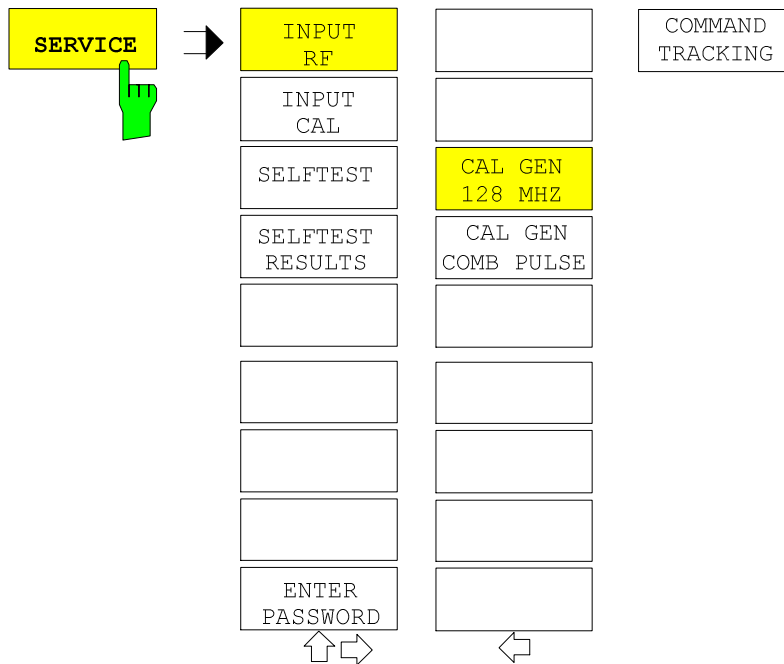 SERVICE
INPUT
RF
INPUT
CAL
SELFTEST
SELFTEST
RESULTS
ENTER
PASSWORD
CAL GEN
128 MHZ
CAL GEN
COMB PULSE
COMMAND
TRACKING